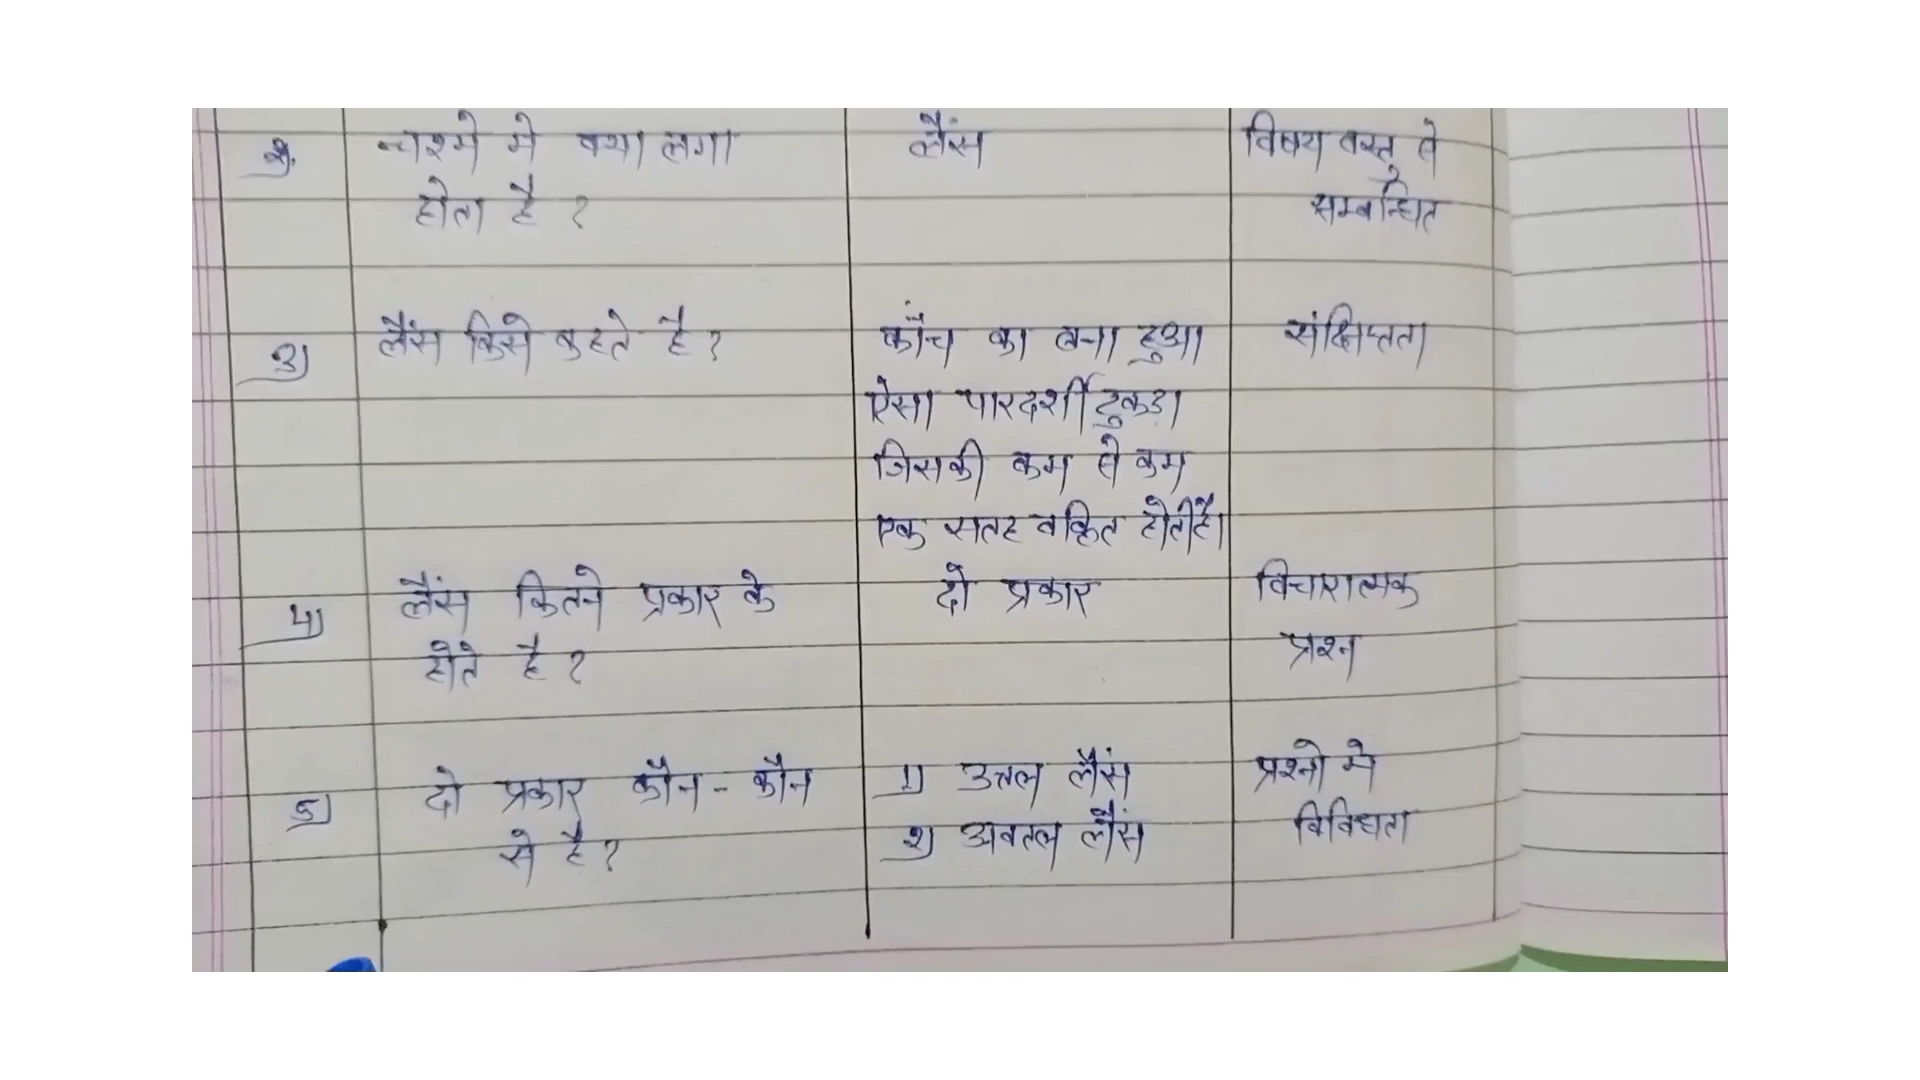 2. चश्मे मे क्या लगा लैंस विषय वस्तु से
होता है ? सम्बन्धित
3) लैंस किसे कहते है ? काँच का बना हुआ संक्षिप्तता
ऐसा पारदर्शी टुकड़ा
जिसकी कम से कम
एक सतह वक्रित होती है।
4) लैंस कितने प्रकार के दो प्रकार विचारात्मक
होते है ? प्रश्न
5) दो प्रकार कौन - कौन 1) उत्तल लैंस प्रश्नो मे
से है ? 2) अवतल लैंस विविधता